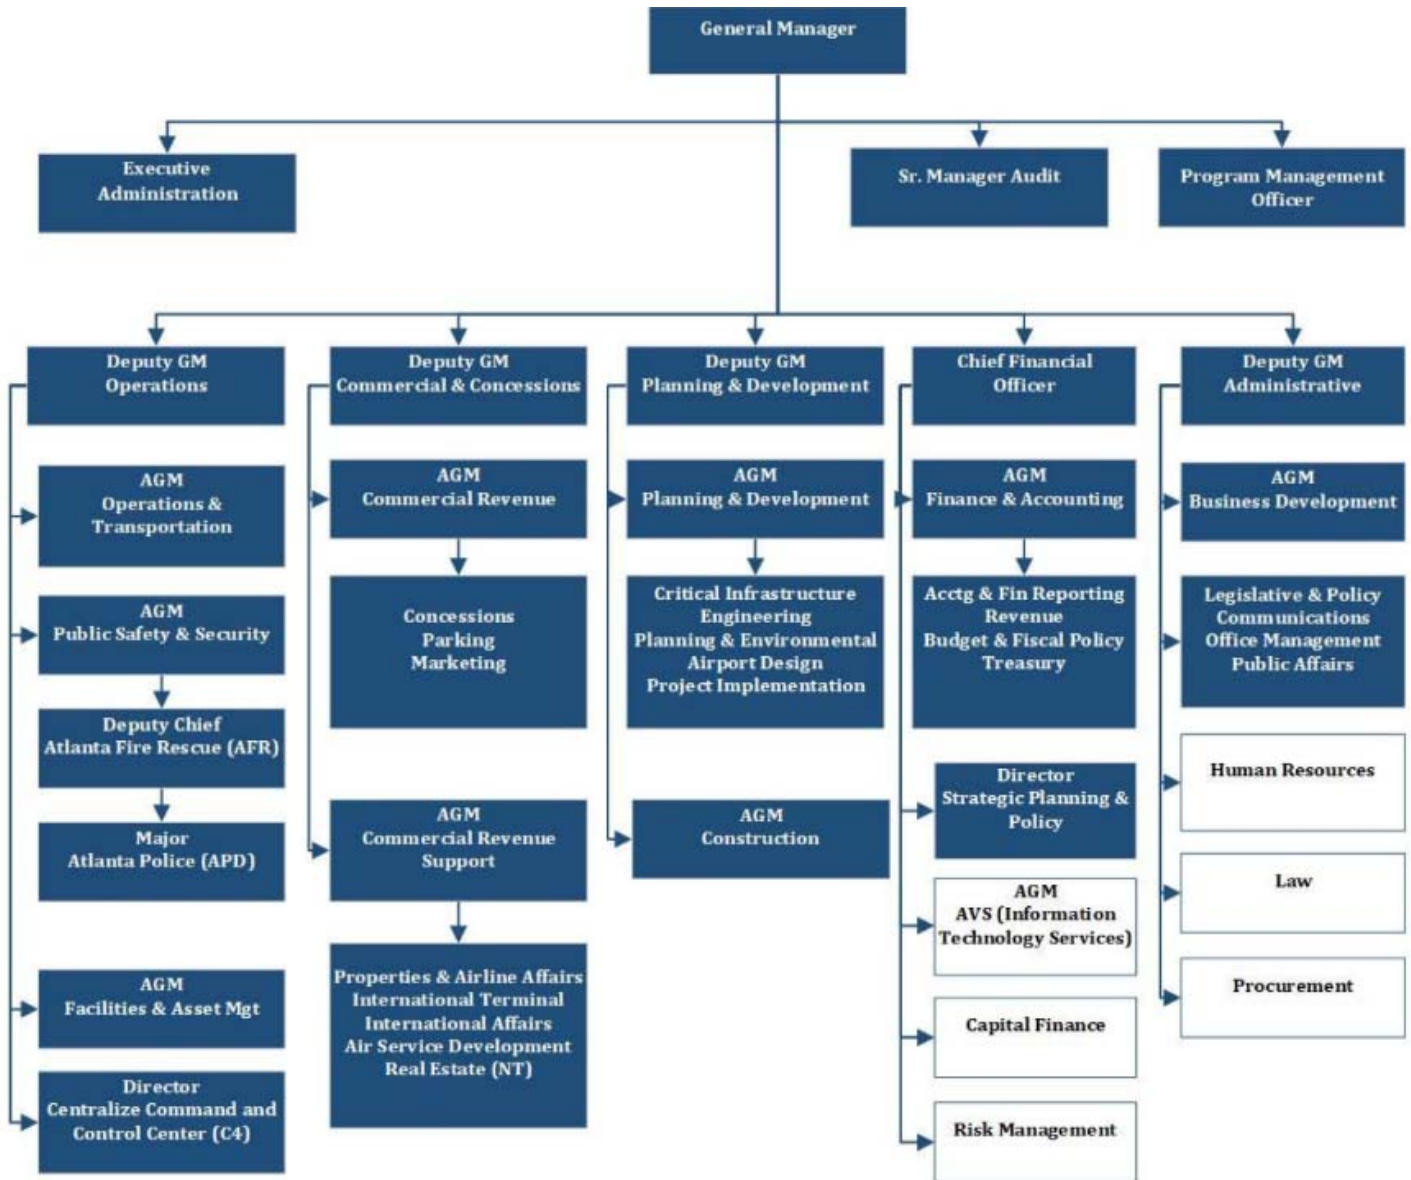 General Manager
Executive
Administration
Sr. Manager Audit
Program Management
Officer
Deputy GM
Operations
AGM
Operations &
Transportation
AGM
Public Safety & Security
Deputy Chief
Atlanta Fire Rescue (AFR)
Major
Atlanta Police (APD)
AGM
Facilities & Asset Mgt
Director
Centralize Command and
Control Center (C4)
Deputy GM
Commercial & Concessions
AGM
Commercial Revenue
Concessions
Parking
Marketing
AGM
Commercial Revenue
Support
Properties & Airline Affairs
International Terminal
International Affairs
Air Service Development
Real Estate (NT)
Deputy GM
Planning & Development
AGM
Planning & Development
Critical Infrastructure
Engineering
Planning & Environmental
Airport Design
Project Implementation
AGM
Construction
Chief Financial
Officer
AGM
Finance & Accounting
Acctg & Fin Reporting
Revenue
Budget & Fiscal Policy
Treasury
Director
Strategic Planning &
Policy
AGM
AVS (Information
Technology Services)
Capital Finance
Risk Management
Deputy GM
Administrative
AGM
Business Development
Legislative & Policy
Communications
Office Management
Public Affairs
Human Resources
Law
Procurement